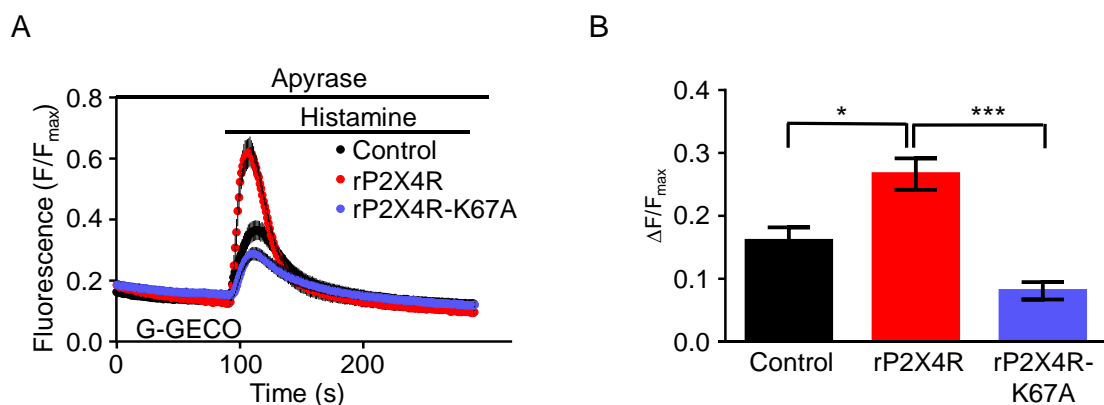 A
Apyrase
Histamine
Control
rP2X4R
rP2X4R-K67A
G-GECO
Fluorescence (F/Fmax)
0.8
0.6
0.4
0.2
0.0
0
100
200
Time (s)
B
*
***
ΔF/Fmax
0.4
0.3
0.2
0.1
0.0
Control
rP2X4R
rP2X4R-
K67A